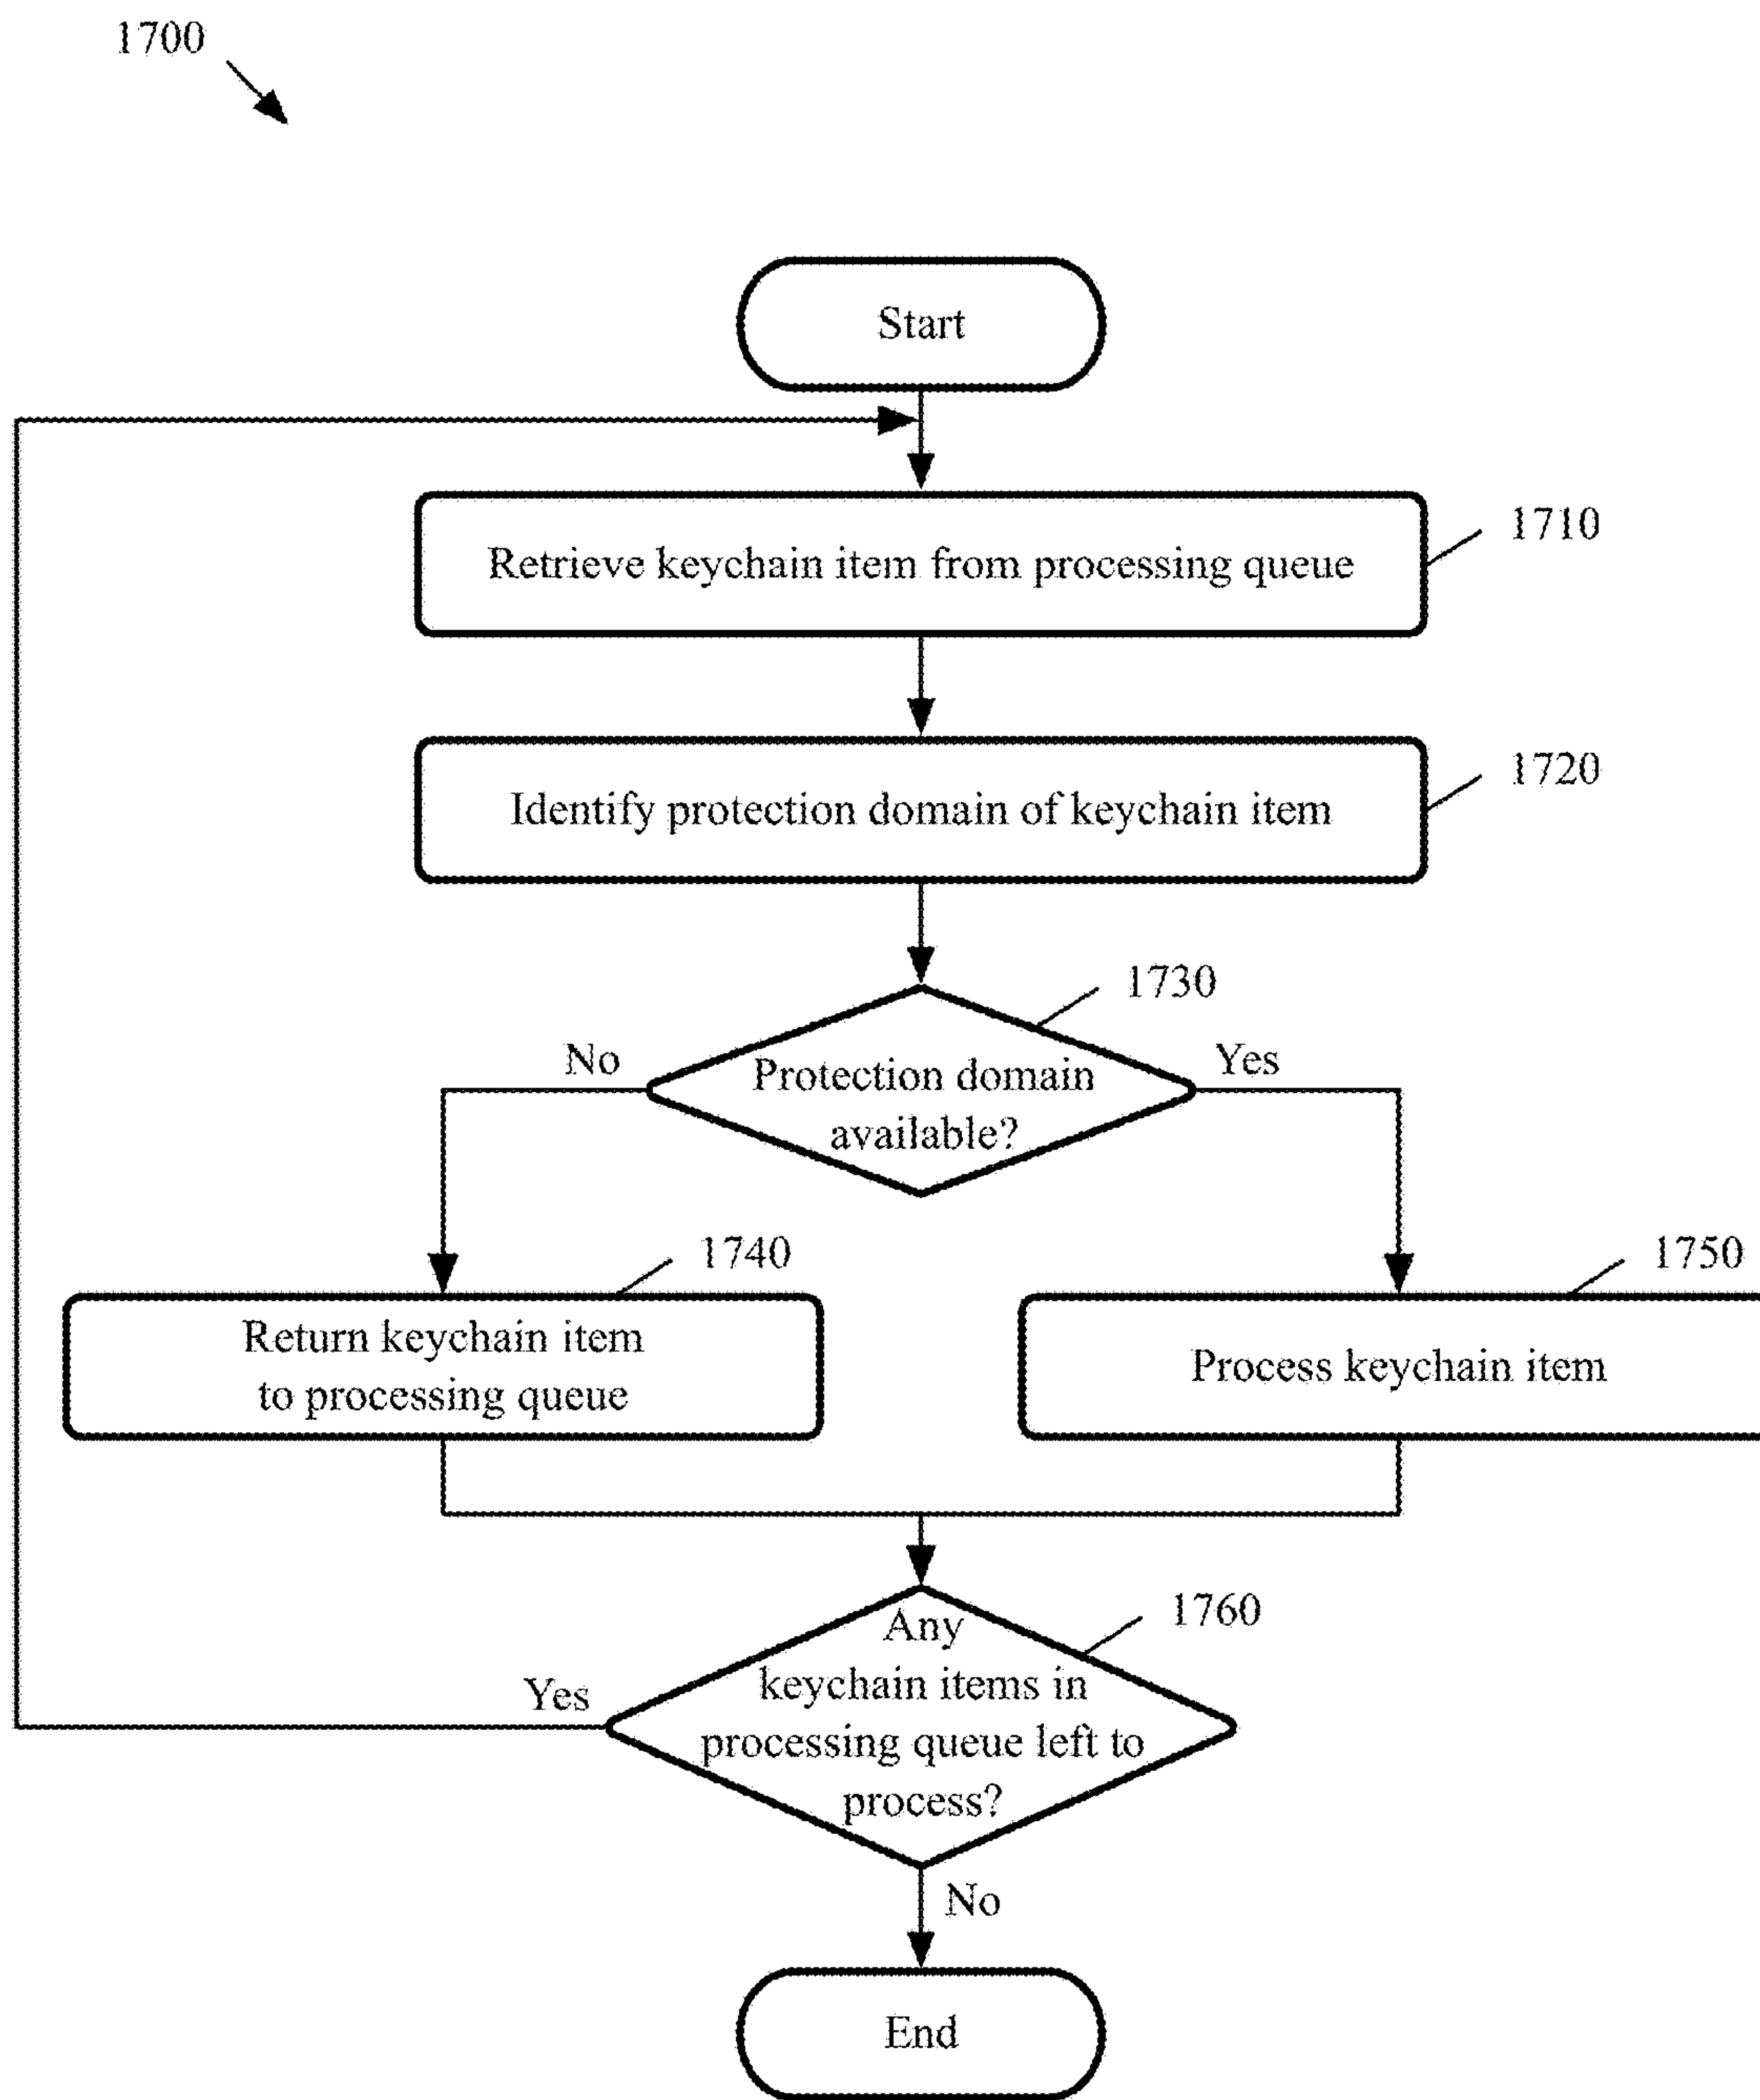 1700
Start
Retrieve keychain item from processing queue
1710
Identify protection domain of keychain item
1720
1730
No
Yes
Protection domain
available?
1740
1750
Return keychain item
to processing queue
Process keychain item
1760
Any
keychain items in
processing queue left to
process?
Yes
No
End